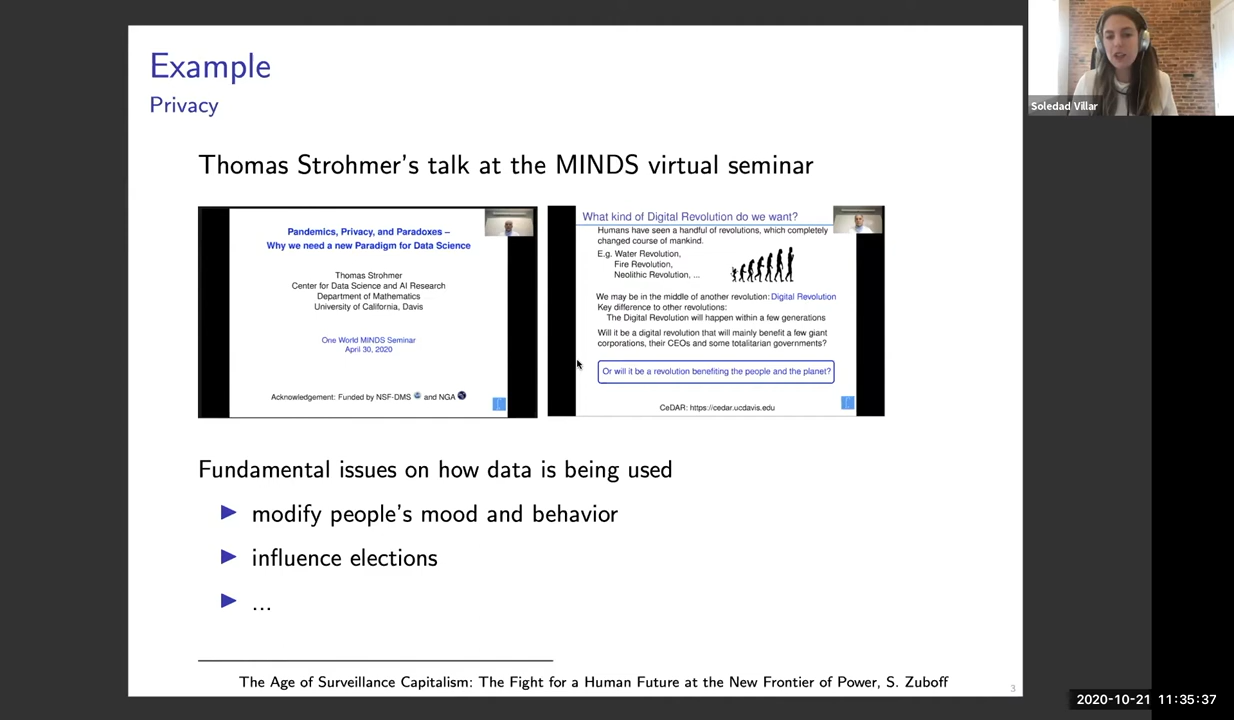 Example
Privacy
Thomas Strohmer's talk at the MINDS virtual seminar
Pandemics, Privacy, and Paradoxes –
Why we need a new Paradigm for Data Science
Thomas Strohmer
Center for Data Science and AI Research
Department of Mathematics
University of California, Davis
One World MINDS Seminar
April 30, 2020
Acknowledgement: Funded by NSF-DMS and NGA
What kind of Digital Revolution do we want?
Humans have seen a handful of revolutions, which completely
changed course of mankind.
E.g. Water Revolution,
Fire Revolution,
Neolithic Revolution, ...
We may be in the middle of another revolution: Digital Revolution
Key difference to other revolutions:
The Digital Revolution will happen within a few generations
Will it be a digital revolution that will mainly benefit a few giant
corporations, their CEOs and some totalitarian governments?
Or will it be a revolution benefiting the people and the planet?
CeDAR: https://cedar.ucdavis.edu
Fundamental issues on how data is being used
▶ modify people's mood and behavior
▶ influence elections
▶ ...
The Age of Surveillance Capitalism: The Fight for a Human Future at the New Frontier of Power, S. Zuboff
3
Soledad Villar
2020-10-21 11:35:37